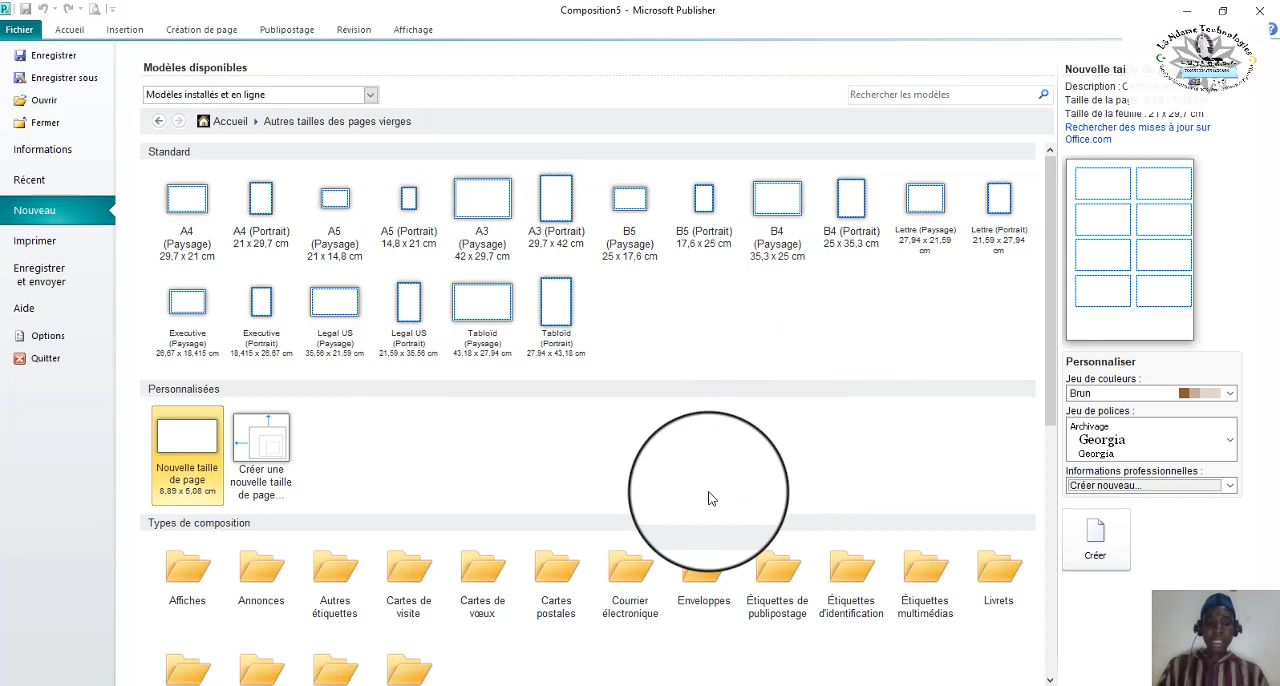 Composition5 - Microsoft Publisher
Fichier
Accueil
Insertion
Création de page
Publipostage
Révision
Affichage
Enregistrer
Enregistrer sous
Ouvrir
Fermer
Informations
Récent
Nouveau
Imprimer
Enregistrer
et envoyer
Aide
Options
Quitter
Modèles disponibles
Modèles installés et en ligne
Rechercher les modèles
Accueil
Autres tailles des pages vierges
Standard
A4
(Paysage)
29,7 x 21 cm
A4 (Portrait)
21 x 29,7 cm
A5
(Paysage)
21 x 14,8 cm
A5 (Portrait)
14,8 x 21 cm
A3
(Paysage)
42 x 29,7 cm
A3 (Portrait)
29,7 x 42 cm
B5
(Paysage)
25 x 17,6 cm
B5 (Portrait)
17,6 x 25 cm
B4
(Paysage)
35,3 x 25 cm
B4 (Portrait)
25 x 35,3 cm
Lettre (Paysage)
27,94 x 21,59
cm
Lettre (Portrait)
21,59 x 27,94
cm
Executive
(Paysage)
26,67 x 18,415 cm
Executive
(Portrait)
18,415 x 26,67 cm
Legal US
(Paysage)
35,56 x 21,59 cm
Legal US
(Portrait)
21,59 x 35,56 cm
Tabloïd
(Paysage)
43,18 x 27,94 cm
Tabloïd
(Portrait)
27,94 x 43,18 cm
Personnalisées
Nouvelle taille
de page
8,89 x 5,08 cm
Créer une
nouvelle taille
de page...
Types de composition
Affiches
Annonces
Autres
étiquettes
Cartes de
visite
Cartes de
vœux
Cartes
postales
Courrier
électronique
Enveloppes
Étiquettes de
publipostage
Étiquettes
d'identification
Étiquettes
multimédias
Livrets
Lô Ndame Technologies
Nouvelle tai
Description : C
Taille de la pa
Taille de la feuille : 21 x 29,7 cm
Rechercher des mises à jour sur
Office.com
Personnaliser
Jeu de couleurs :
Brun
Jeu de polices :
Archivage
Georgia
Georgia
Informations professionnelles :
Créer nouveau...
Créer